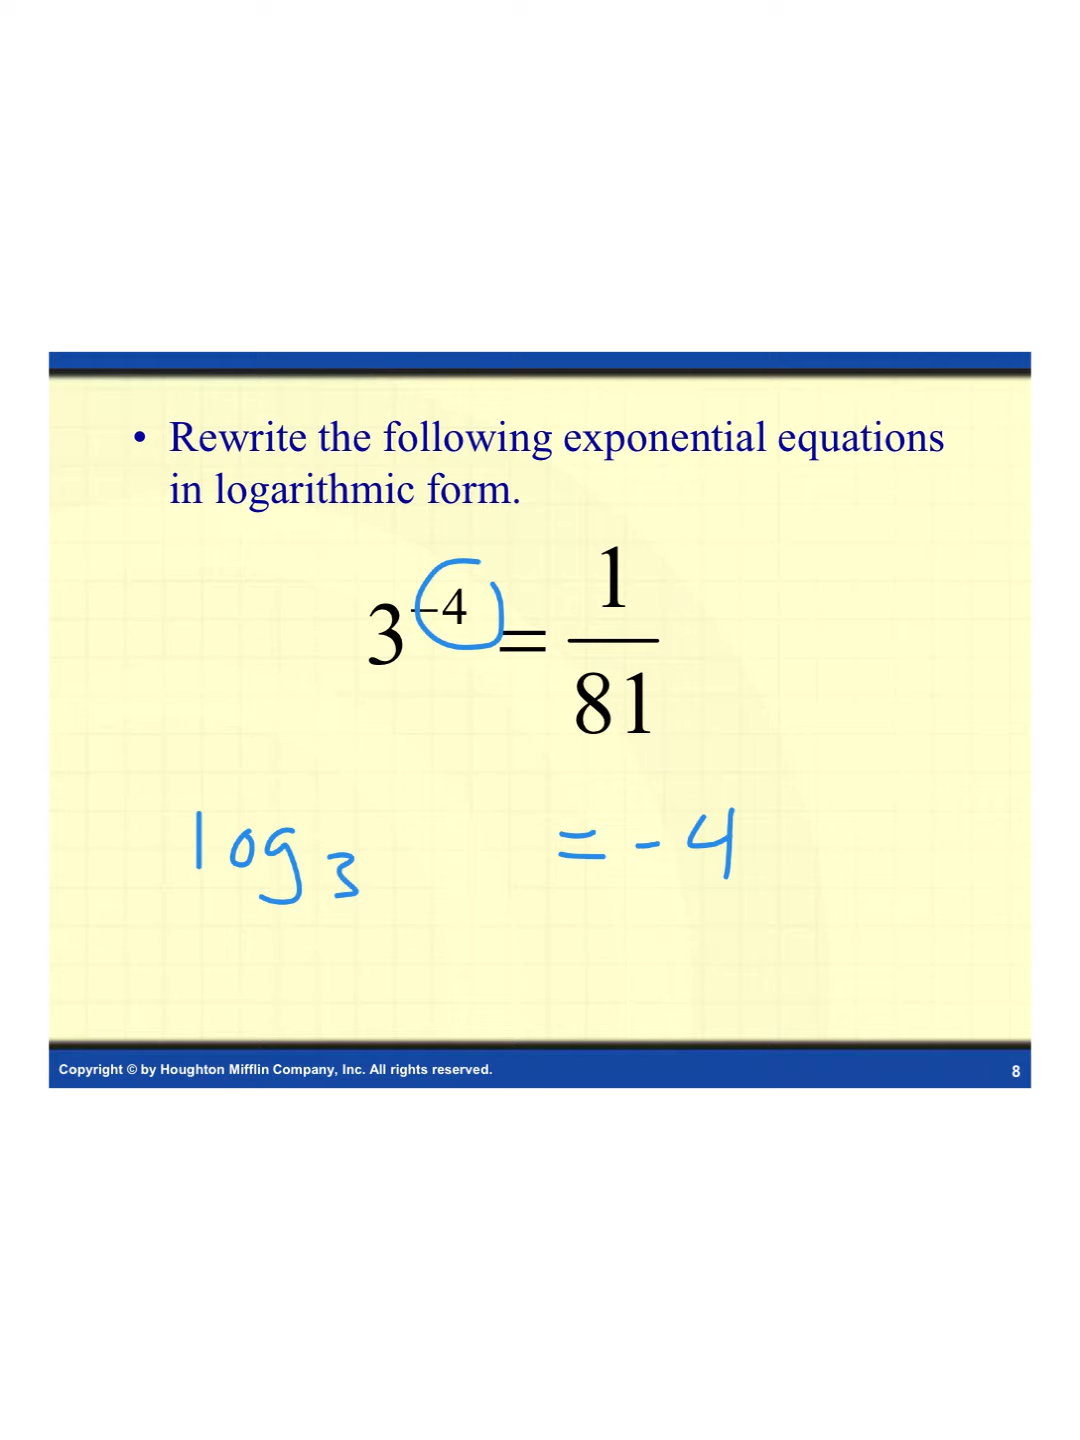 • Rewrite the following exponential equations
in logarithmic form.
3⁻⁴ = 1/81
log₃ = -4
Copyright © by Houghton Mifflin Company, Inc. All rights reserved. 8